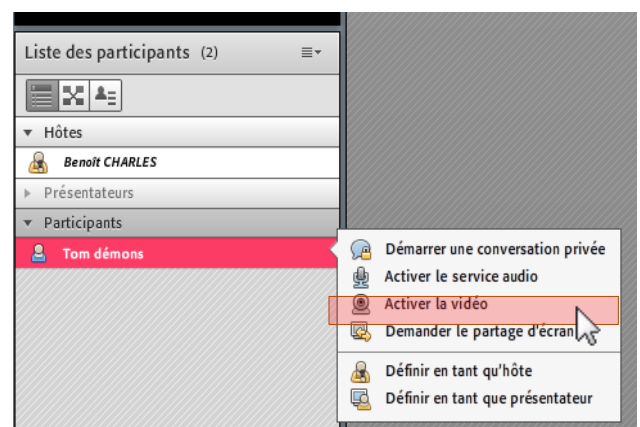 Liste des participants (2)
Hôtes
Benoît CHARLES
Présentateurs
Participants
Tom démons
Démarrer une conversation privée
Activer le service audio
Activer la vidéo
Demander le partage d'écran
Définir en tant qu'hôte
Définir en tant que présentateur